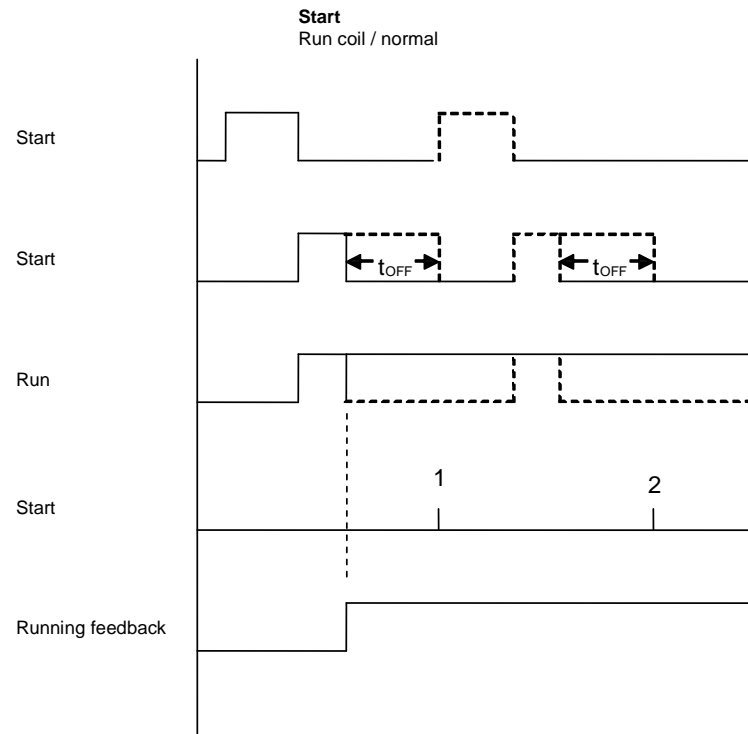 Start
Run coil / normal
Start
Start
tOFF
tOFF
Run
1
2
Start
Running feedback